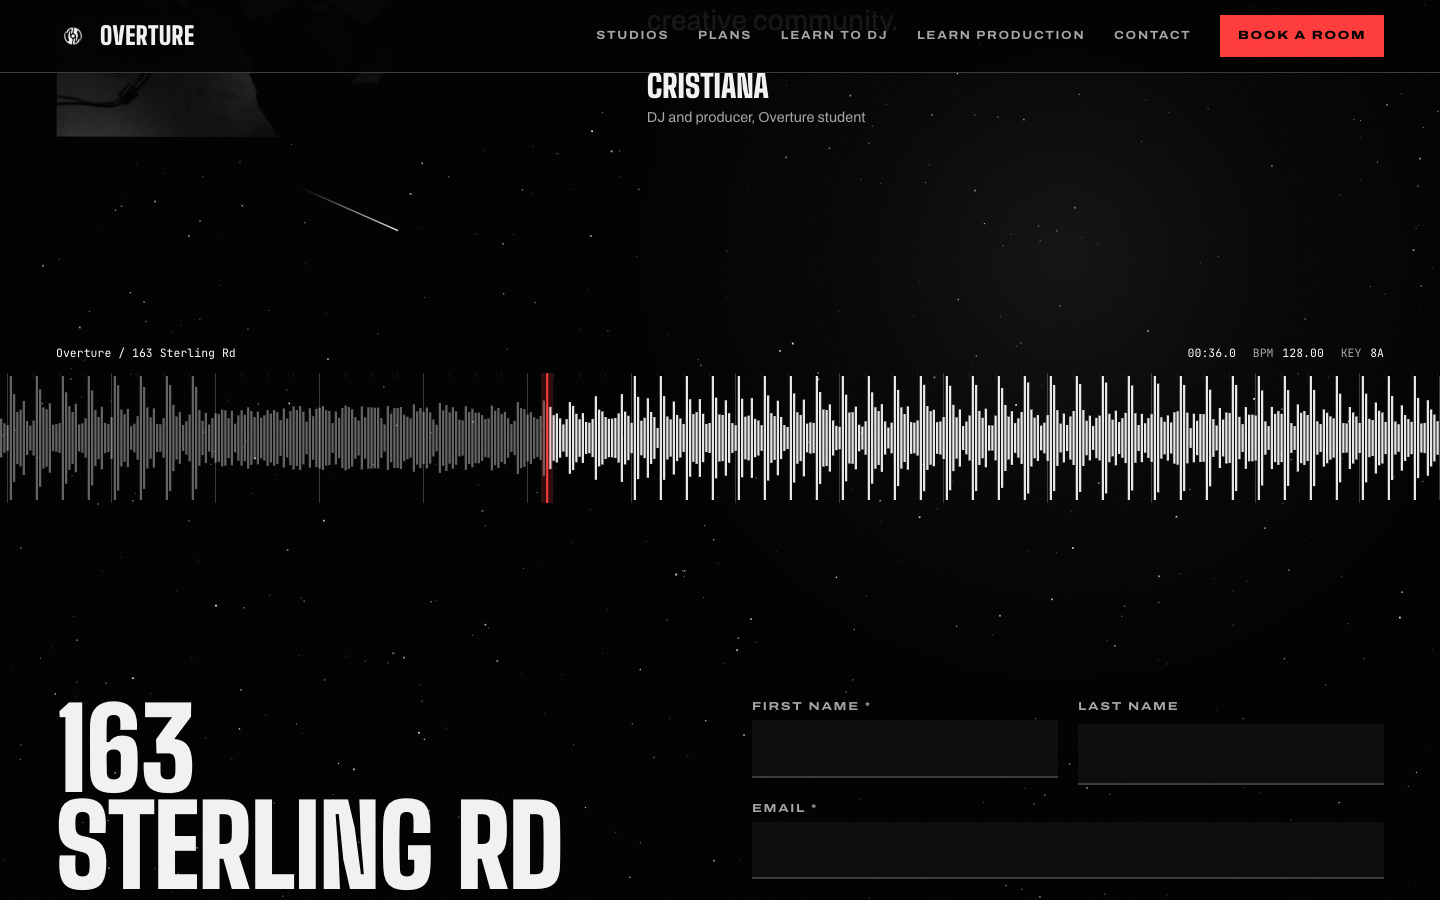 creative community.
OVERTURE
STUDIOS PLANS LEARN TO DJ LEARN PRODUCTION CONTACT BOOK A ROOM
CRISTIANA
DJ and producer, Overture student
Overture / 163 Sterling Rd
00:36.0 BPM 128.00 KEY 8A
163
STERLING RD
FIRST NAME *
LAST NAME
EMAIL *